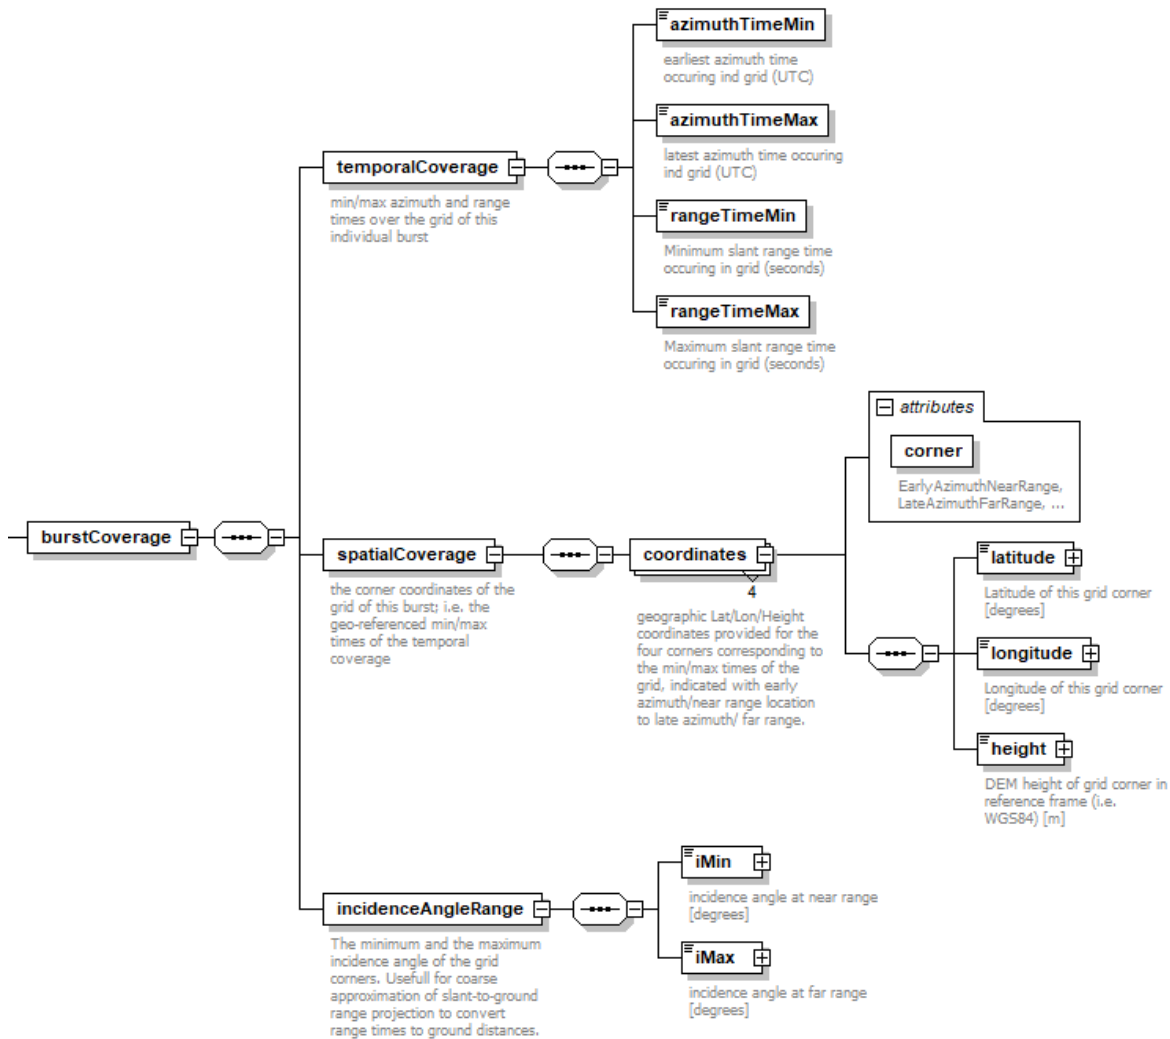 azimuthTimeMin
earliest azimuth time
occuring ind grid (UTC)
azimuthTimeMax
latest azimuth time occuring
ind grid (UTC)
temporalCoverage
min/max azimuth and range
times over the grid of this
individual burst
rangeTimeMin
Minimum slant range time
occuring in grid (seconds)
rangeTimeMax
Maximum slant range time
occuring in grid (seconds)
attributes
corner
EarlyAzimuthNearRange,
LateAzimuthFarRange, ...
burstCoverage
spatialCoverage
the corner coordinates of the
grid of this burst; i.e. the
geo-referenced min/max
times of the temporal
coverage
coordinates
4
geographic Lat/Lon/Height
coordinates provided for the
four corners corresponding to
the min/max times of the
grid, indicated with early
azimuth/near range location
to late azimuth/ far range.
latitude
Latitude of this grid corner
[degrees]
longitude
Longitude of this grid corner
[degrees]
height
DEM height of grid corner in
reference frame (i.e.
WGS84) [m]
incidenceAngleRange
The minimum and the maximum
incidence angle of the grid
corners. Usefull for coarse
approximation of slant-to-ground
range projection to convert
range times to ground distances.
iMin
incidence angle at near range
[degrees]
iMax
incidence angle at far range
[degrees]